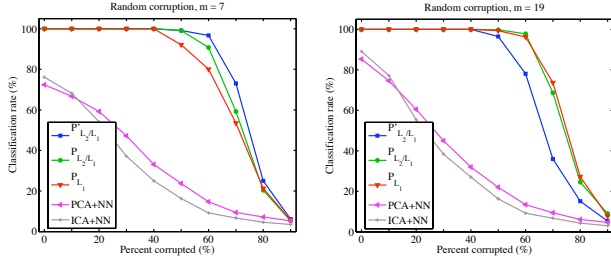 Random corruption, m = 7
Classification rate (%)
100
80
60
40
20
0
P'L2/L1
PL2/L1
PL1
PCA+NN
ICA+NN
0 20 40 60 80
Percent corrupted (%)
Random corruption, m = 19
Classification rate (%)
100
80
60
40
20
0
P'L2/L1
PL2/L1
PL1
PCA+NN
ICA+NN
0 20 40 60 80
Percent corrupted (%)